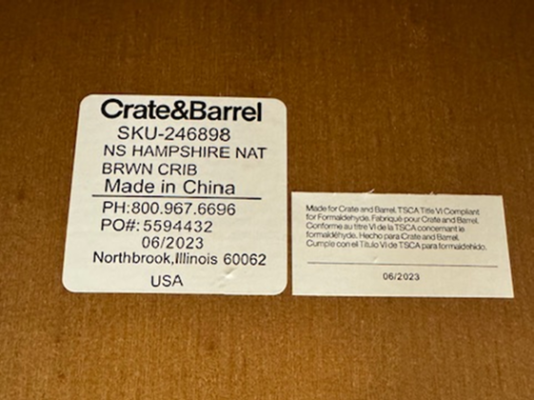 Crate&Barrel
SKU-246898
NS HAMPSHIRE NAT
BRWN CRIB
Made in China
PH:800.967.6696
PO#: 5594432
06/2023
Northbrook,Illinois 60062
USA
Made for Crate and Barrel. TSCA Title VI Compliant
for Formaldehyde. Fabriqué pour Crate and Barrel.
Conforme au titre VI de la TSCA concernant le
formaldéhyde. Hecho para Crate and Barrel.
Cumple con el Título VI de TSCA para formaldehído.
06/2023